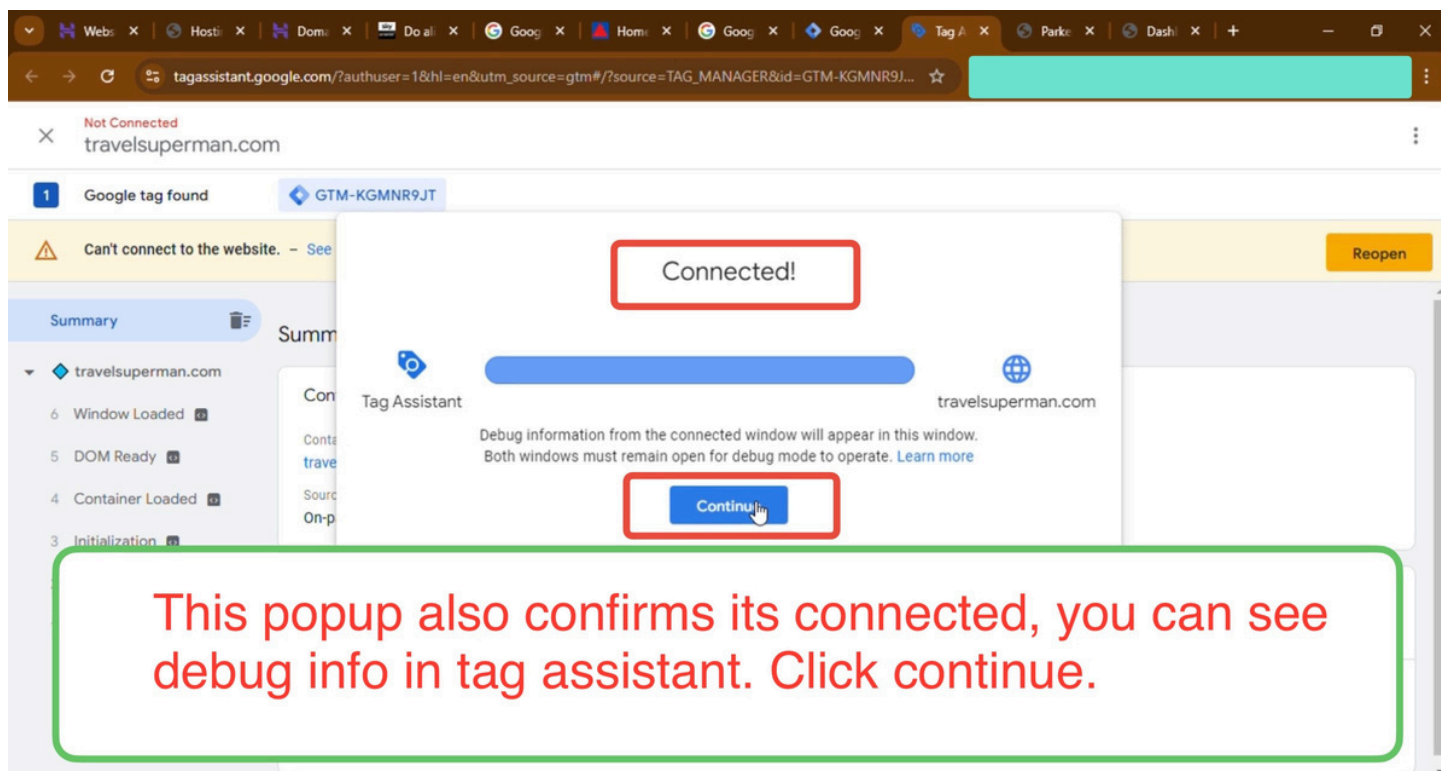 Webs
Hosti
Doma
Do ali
Goog
Home
Goog
Goog
Tag A
Parke
Dashl
tagassistant.google.com/?authuser=1&hl=en&utm_source=gtm#/?source=TAG_MANAGER&id=GTM-KGMNR9J...
Not Connected
travelsuperman.com
1 Google tag found GTM-KGMNR9JT
Can't connect to the website. – See
Reopen
Connected!
Summary
Summ
travelsuperman.com
Con
Tag Assistant
travelsuperman.com
6 Window Loaded
Debug information from the connected window will appear in this window.
Conta
5 DOM Ready
Both windows must remain open for debug mode to operate. Learn more
trave
4 Container Loaded
Sourc
Continue
On-p
3 Initialization
This popup also confirms its connected, you can see
debug info in tag assistant. Click continue.